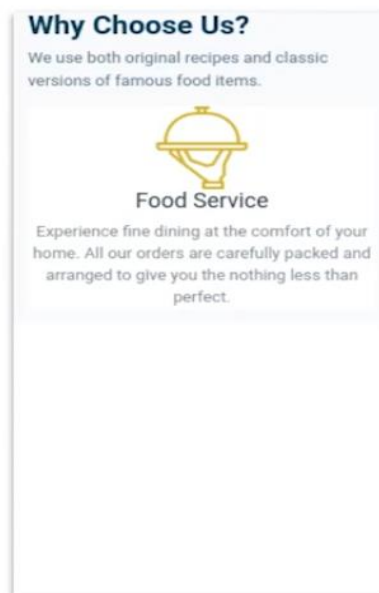 Why Choose Us?
We use both original recipes and classic
versions of famous food items.
Food Service
Experience fine dining at the comfort of your
home. All our orders are carefully packed and
arranged to give you the nothing less than
perfect.